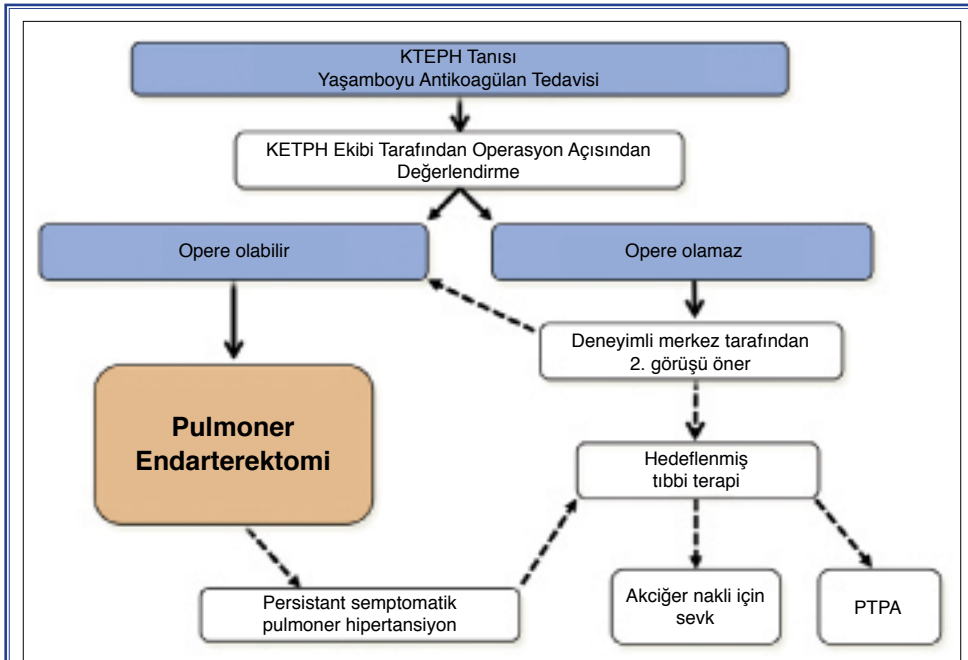 KTEPH Tanısı
Yaşamboyu Antikoagülan Tedavisi
KETPH Ekibi Tarafından Operasyon Açısından
Değerlendirme
Opere olabilir
Opere olamaz
Deneyimli merkez tarafından
2. görüşü öner
Pulmoner
Endarterektomi
Hedeflenmiş
tıbbi terapi
Persistant semptomatik
pulmoner hipertansiyon
Akciğer nakli için
sevk
PTPA